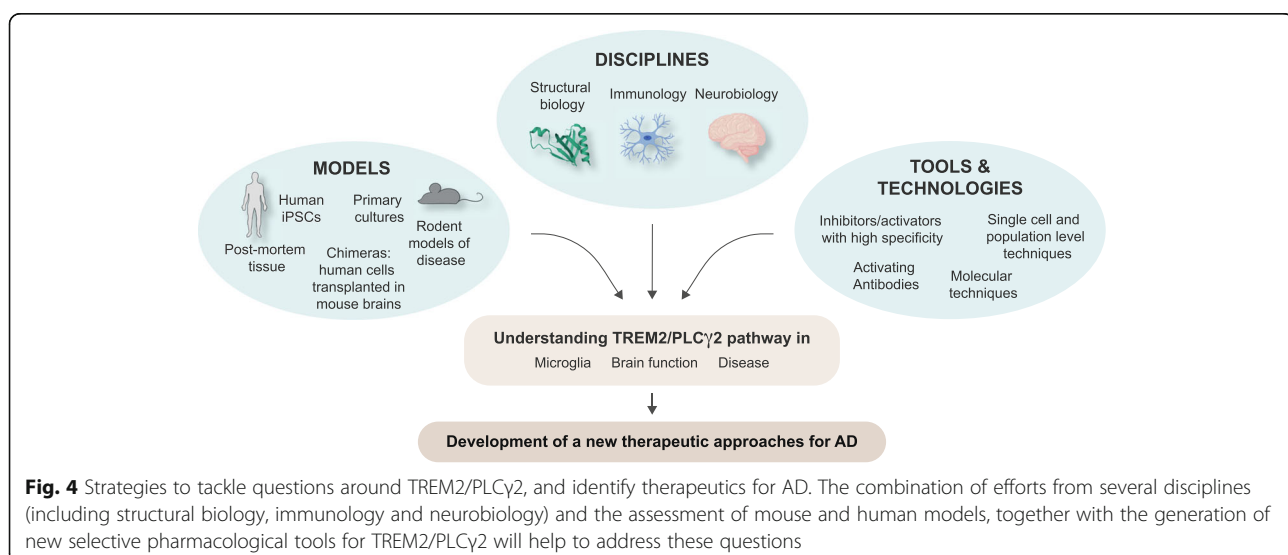 DISCIPLINES
Structural
biology
Immunology
Neurobiology
MODELS
Human
iPSCs
Primary
cultures
Post-mortem
tissue
Chimeras:
human cells
transplanted in
mouse brains
Rodent
models of
disease
TOOLS &
TECHNOLOGIES
Inhibitors/activators
with high specificity
Single cell and
population level
techniques
Activating
Antibodies
Molecular
techniques
Understanding TREM2/PLCγ2 pathway in
Microglia Brain function Disease
Development of a new therapeutic approaches for AD
Fig. 4 Strategies to tackle questions around TREM2/PLCγ2, and identify therapeutics for AD. The combination of efforts from several disciplines
(including structural biology, immunology and neurobiology) and the assessment of mouse and human models, together with the generation of
new selective pharmacological tools for TREM2/PLCγ2 will help to address these questions